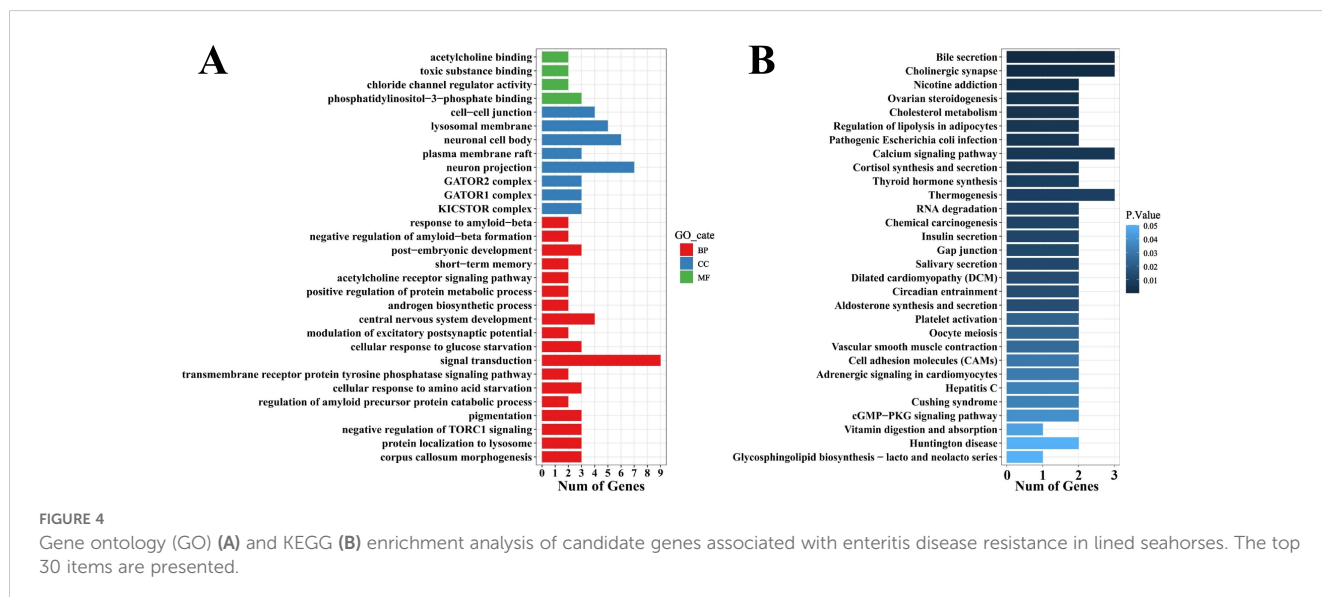 A
acetylcholine binding
toxic substance binding
chloride channel regulator activity
phosphatidylinositol−3−phosphate binding
cell−cell junction
lysosomal membrane
neuronal cell body
plasma membrane raft
neuron projection
GATOR2 complex
GATOR1 complex
KICSTOR complex
response to amyloid−beta
negative regulation of amyloid−beta formation
post−embryonic development
short−term memory
acetylcholine receptor signaling pathway
positive regulation of protein metabolic process
androgen biosynthetic process
central nervous system development
modulation of excitatory postsynaptic potential
cellular response to glucose starvation
signal transduction
transmembrane receptor protein tyrosine phosphatase signaling pathway
cellular response to amino acid starvation
regulation of amyloid precursor protein catabolic process
pigmentation
negative regulation of TORC1 signaling
protein localization to lysosome
corpus callosum morphogenesis
0 1 2 3 4 5 6 7 8 9
Num of Genes
GO_cate
BP
CC
MF
B
Bile secretion
Cholinergic synapse
Nicotine addiction
Ovarian steroidogenesis
Cholesterol metabolism
Regulation of lipolysis in adipocytes
Pathogenic Escherichia coli infection
Calcium signaling pathway
Cortisol synthesis and secretion
Thyroid hormone synthesis
Thermogenesis
RNA degradation
Chemical carcinogenesis
Insulin secretion
Gap junction
Salivary secretion
Dilated cardiomyopathy (DCM)
Circadian entrainment
Aldosterone synthesis and secretion
Platelet activation
Oocyte meiosis
Vascular smooth muscle contraction
Cell adhesion molecules (CAMs)
Adrenergic signaling in cardiomyocytes
Hepatitis C
Cushing syndrome
cGMP−PKG signaling pathway
Vitamin digestion and absorption
Huntington disease
Glycosphingolipid biosynthesis − lacto and neolacto series
0 1 2 3
Num of Genes
P.Value
0.05
0.04
0.03
0.02
0.01
FIGURE 4
Gene ontology (GO) (A) and KEGG (B) enrichment analysis of candidate genes associated with enteritis disease resistance in lined seahorses. The top
30 items are presented.